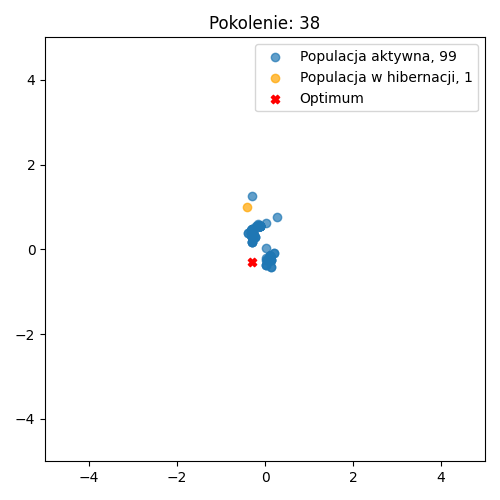 Pokolenie: 38
Populacja aktywna, 99
Populacja w hibernacji, 1
Optimum
4
2
0
−2
−4
−4
−2
0
2
4